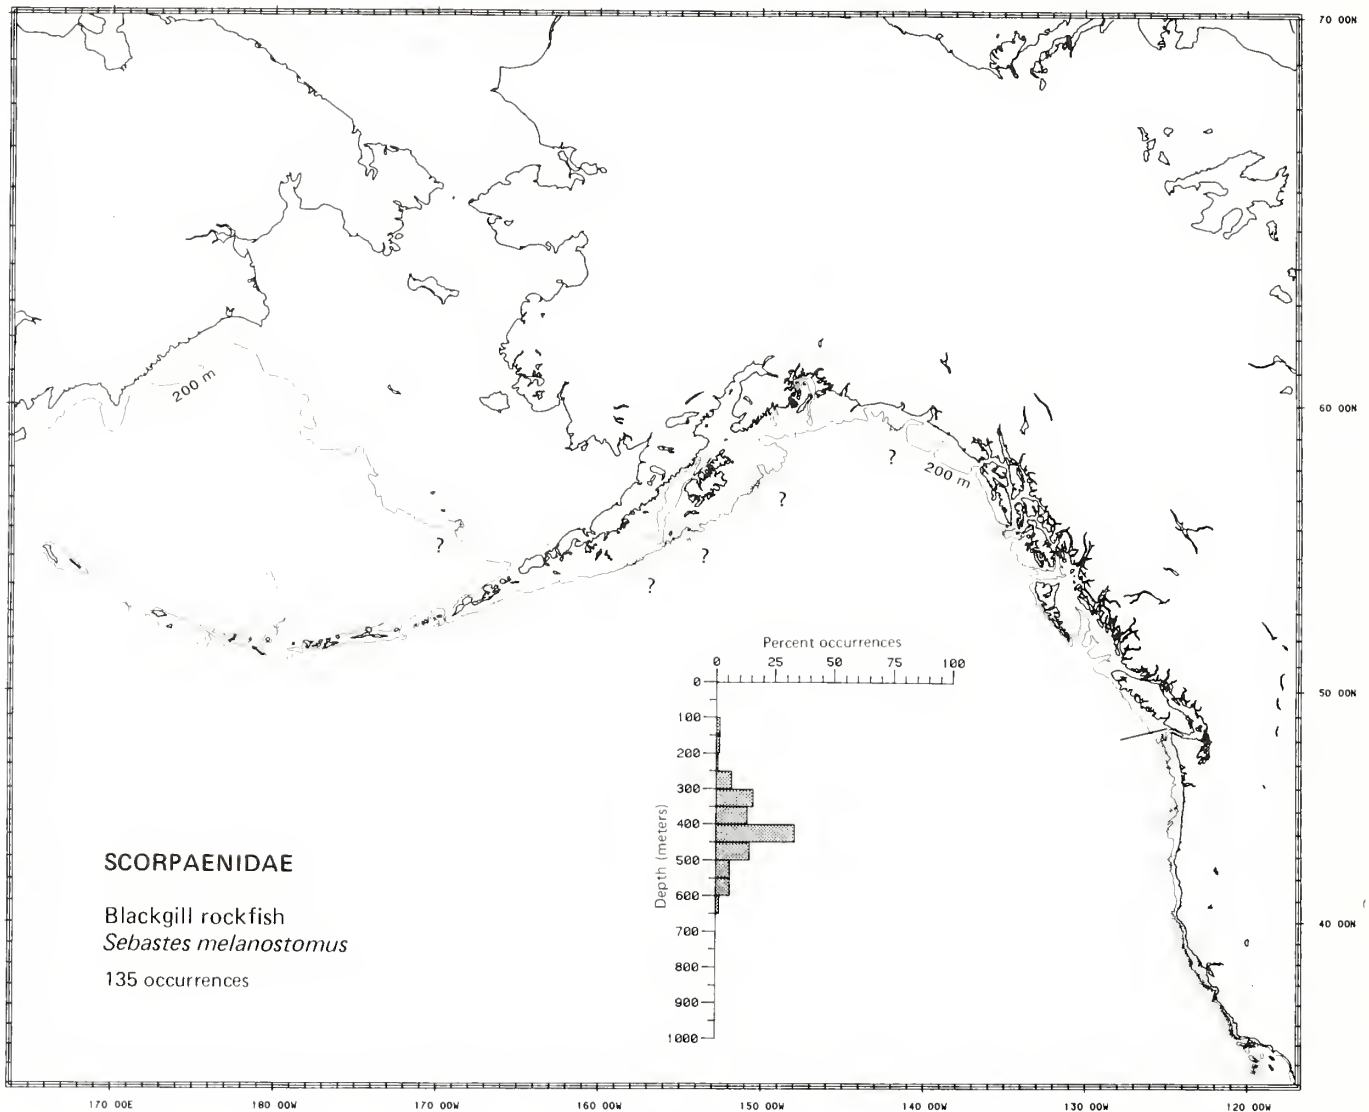 70 00N
200 m
60 00N
?
200 m
?
?
?
?
Percent occurrences
0 25 50 75 100
50 00N
0
100
200
300
400
500
600
700
800
900
1000
Depth (meters)
SCORPAENIDAE
Blackgill rockfish
Sebastes melanostomus
135 occurrences
40 00N
170 00E 180 00W 170 00W 160 00W 150 00W 140 00W 130 00W 120 00W